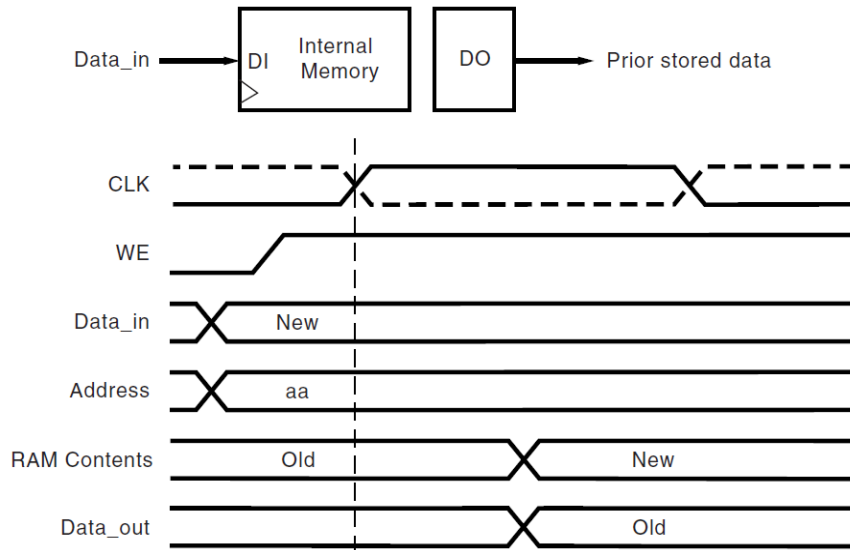 Data_in
DI
Internal
Memory
DO
Prior stored data
CLK
WE
Data_in
New
Address
aa
RAM Contents
Old
New
Data_out
Old